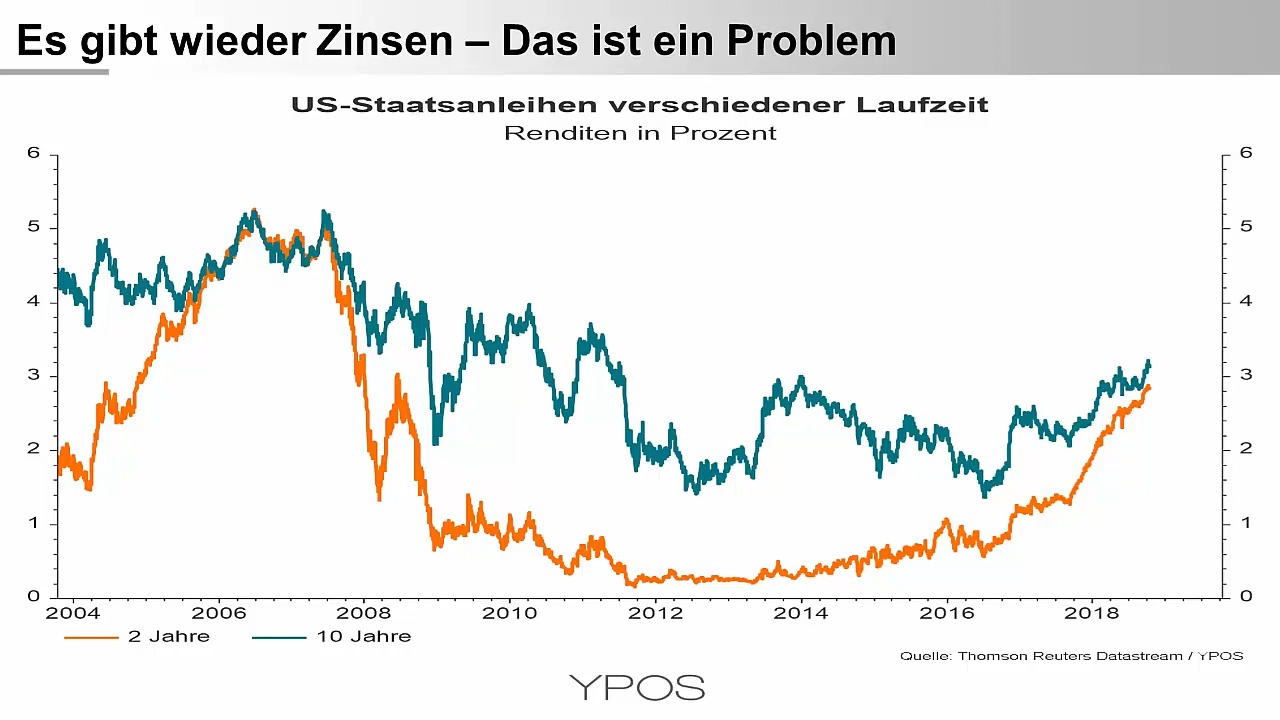 Es gibt wieder Zinsen – Das ist ein Problem
US-Staatsanleihen verschiedener Laufzeit
Renditen in Prozent
6 6
5 5
4 4
3 3
2 2
1 1
0 0
2004 2006 2008 2010 2012 2014 2016 2018
2 Jahre 10 Jahre
Quelle: Thomson Reuters Datastream / YPOS
YPOS